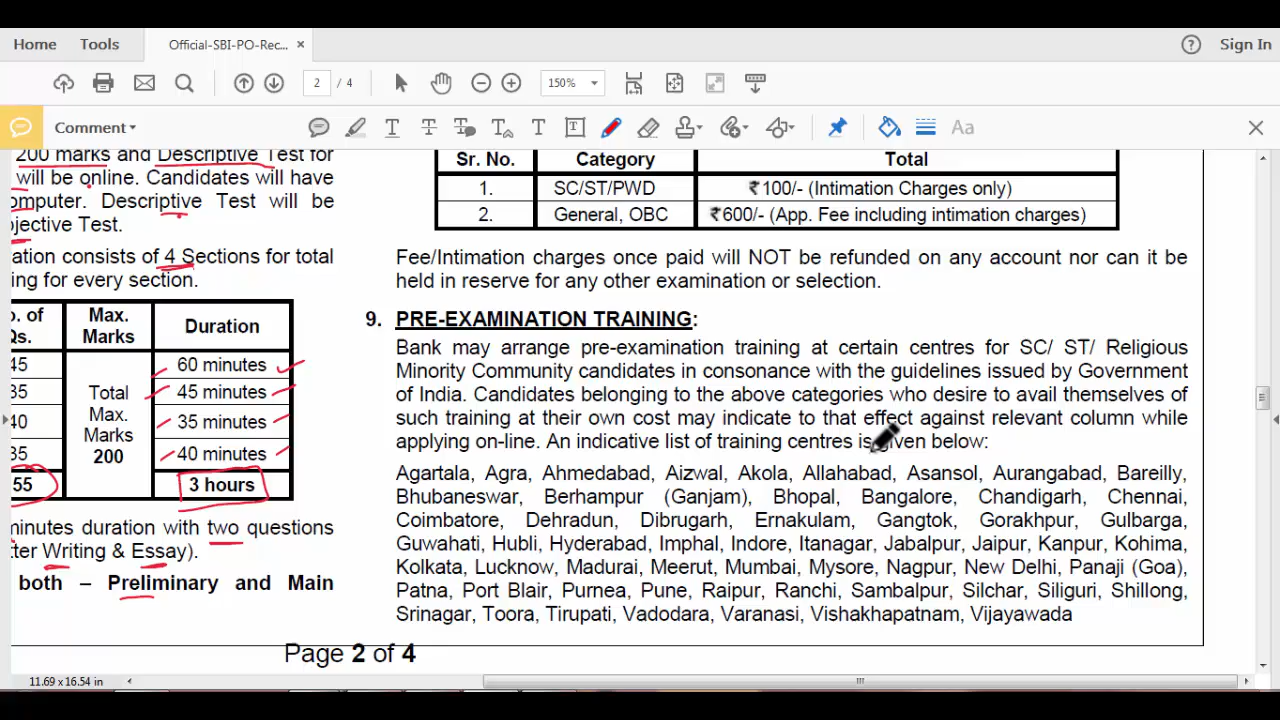 Home Tools Official-SBI-PO-Rec... × ? Sign In
2 / 4 150%
Comment
T T T T T Aa
200 marks and Descriptive Test for
will be online. Candidates will have
omputer. Descriptive Test will be
jective Test.
ation consists of 4 Sections for total
ing for every section.
o. of Max. Duration
Qs. Marks
45 60 minutes
35 Total 45 minutes
40 Max. 35 minutes
35 Marks 40 minutes
55 200 3 hours
minutes duration with two questions
tter Writing & Essay).
both – Preliminary and Main
Sr. No. Category Total
1. SC/ST/PWD ₹100/- (Intimation Charges only)
2. General, OBC ₹600/- (App. Fee including intimation charges)
Fee/Intimation charges once paid will NOT be refunded on any account nor can it be
held in reserve for any other examination or selection.
9. PRE-EXAMINATION TRAINING:
Bank may arrange pre-examination training at certain centres for SC/ ST/ Religious
Minority Community candidates in consonance with the guidelines issued by Government
of India. Candidates belonging to the above categories who desire to avail themselves of
such training at their own cost may indicate to that effect against relevant column while
applying on-line. An indicative list of training centres is given below:
Agartala, Agra, Ahmedabad, Aizwal, Akola, Allahabad, Asansol, Aurangabad, Bareilly,
Bhubaneswar, Berhampur (Ganjam), Bhopal, Bangalore, Chandigarh, Chennai,
Coimbatore, Dehradun, Dibrugarh, Ernakulam, Gangtok, Gorakhpur, Gulbarga,
Guwahati, Hubli, Hyderabad, Imphal, Indore, Itanagar, Jabalpur, Jaipur, Kanpur, Kohima,
Kolkata, Lucknow, Madurai, Meerut, Mumbai, Mysore, Nagpur, New Delhi, Panaji (Goa),
Patna, Port Blair, Purnea, Pune, Raipur, Ranchi, Sambalpur, Silchar, Siliguri, Shillong,
Srinagar, Toora, Tirupati, Vadodara, Varanasi, Vishakhapatnam, Vijayawada
Page 2 of 4
11.69 x 16.54 in